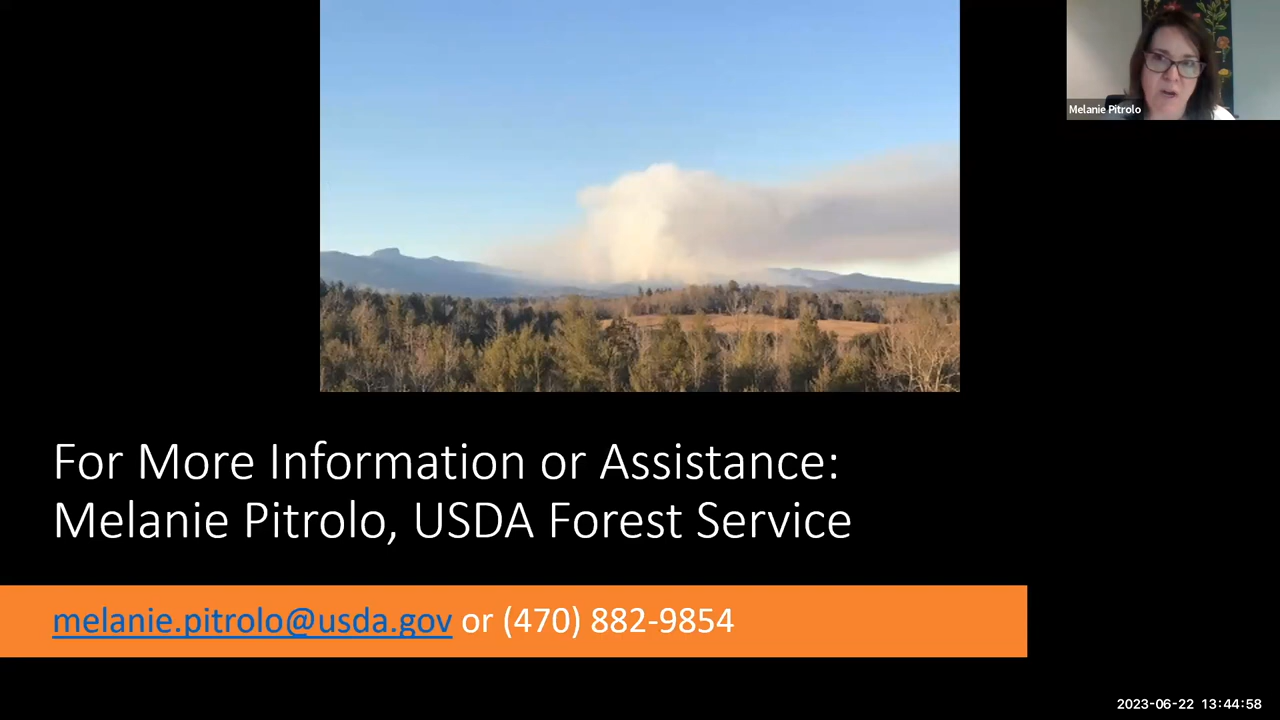 Melanie Pitrolo
For More Information or Assistance:
Melanie Pitrolo, USDA Forest Service
melanie.pitrolo@usda.gov or (470) 882-9854
2023-06-22 13:44:58